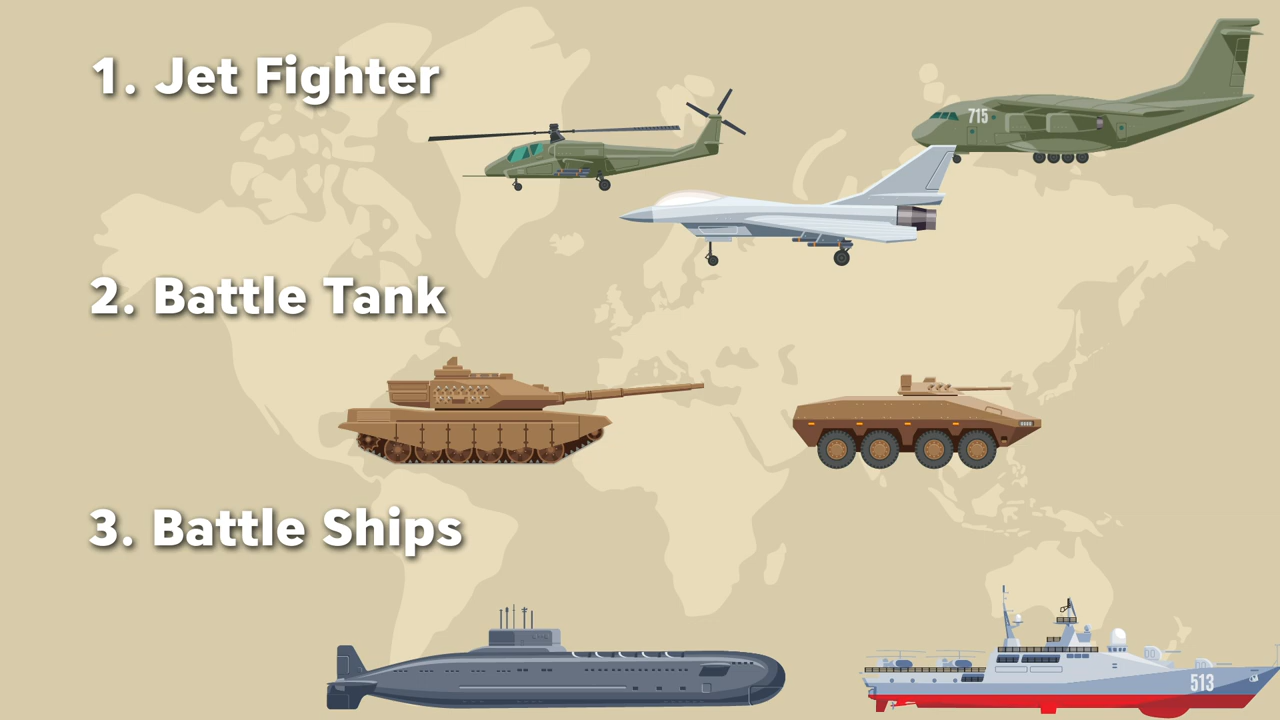 1. Jet Fighter
715
2. Battle Tank
3. Battle Ships
513